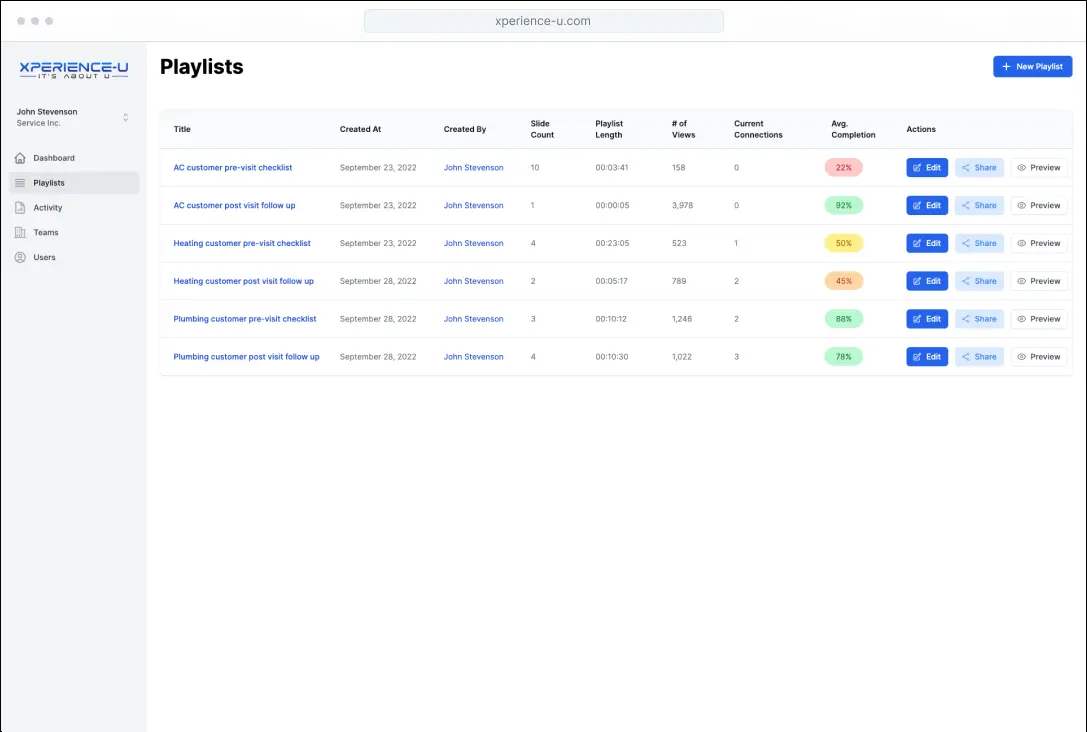 xperience-u.com
XPERIENCE-U
IT'S ABOUT U
John Stevenson
Service Inc.
Dashboard
Playlists
Activity
Teams
Users
Playlists
New Playlist
Title Created At Created By Slide Count Playlist Length # of Views Current Connections Avg. Completion Actions
AC customer pre-visit checklist September 23, 2022 John Stevenson 10 00:03:41 158 0 22% Edit Share Preview
AC customer post visit follow up September 23, 2022 John Stevenson 1 00:00:05 3,978 0 92% Edit Share Preview
Heating customer pre-visit checklist September 23, 2022 John Stevenson 4 00:23:05 523 1 50% Edit Share Preview
Heating customer post visit follow up September 28, 2022 John Stevenson 2 00:05:17 789 2 45% Edit Share Preview
Plumbing customer pre-visit checklist September 28, 2022 John Stevenson 3 00:10:12 1,246 2 88% Edit Share Preview
Plumbing customer post visit follow up September 28, 2022 John Stevenson 4 00:10:30 1,022 3 78% Edit Share Preview